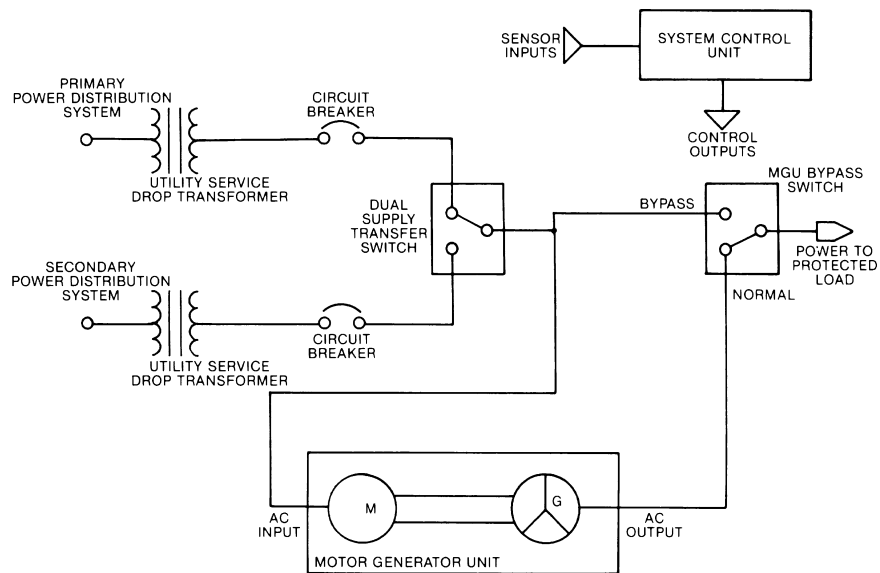 SENSOR
INPUTS
SYSTEM CONTROL
UNIT
CONTROL
OUTPUTS
PRIMARY
POWER DISTRIBUTION
SYSTEM
CIRCUIT
BREAKER
UTILITY SERVICE
DROP TRANSFORMER
DUAL
SUPPLY
TRANSFER
SWITCH
BYPASS
MGU BYPASS
SWITCH
POWER TO
PROTECTED
LOAD
NORMAL
SECONDARY
POWER DISTRIBUTION
SYSTEM
CIRCUIT
BREAKER
UTILITY SERVICE
DROP TRANSFORMER
AC
INPUT
M
G
AC
OUTPUT
MOTOR GENERATOR UNIT